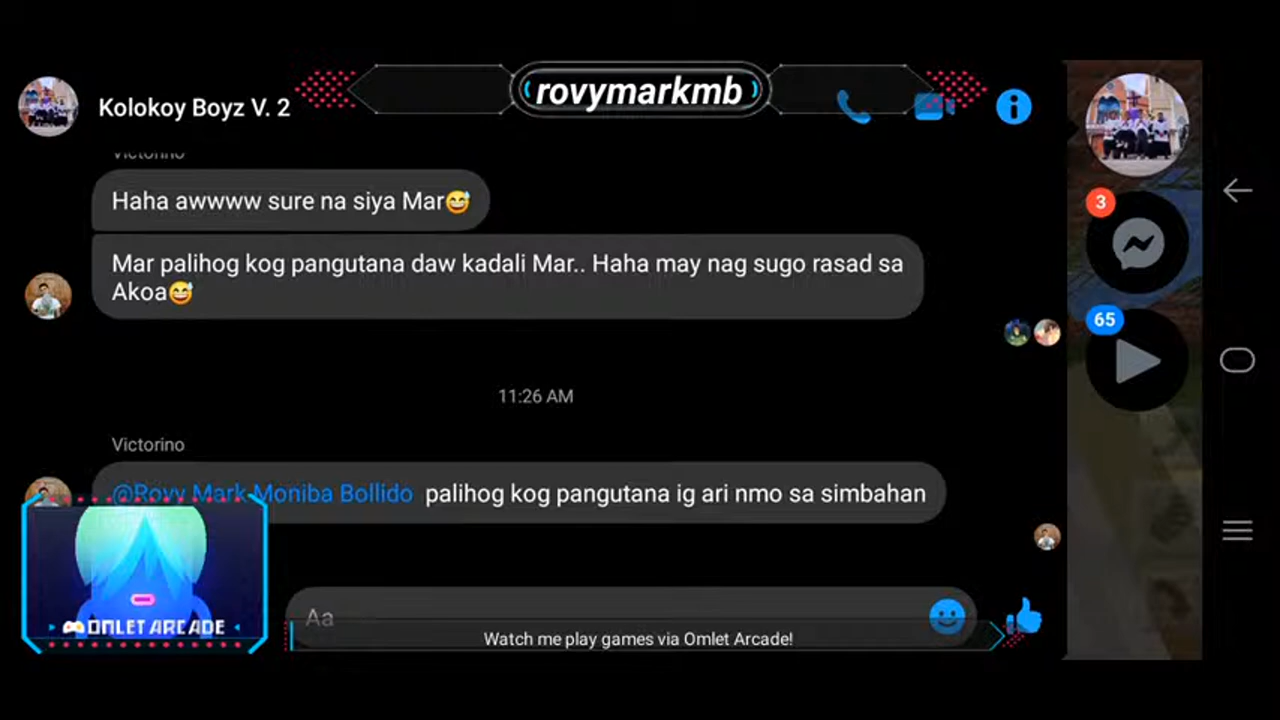 rovymarkmb
Kolokoy Boyz V. 2
Victorino
Haha awwww sure na siya Mar😅
Mar palihog kog pangutana daw kadali Mar.. Haha may nag sugo rasad sa
Akoa😅
3
65
11:26 AM
Victorino
@Rovy Mark Moniba Bollido palihog kog pangutana ig ari nmo sa simbahan
OMLET ARCADE
Aa
Watch me play games via Omlet Arcade!